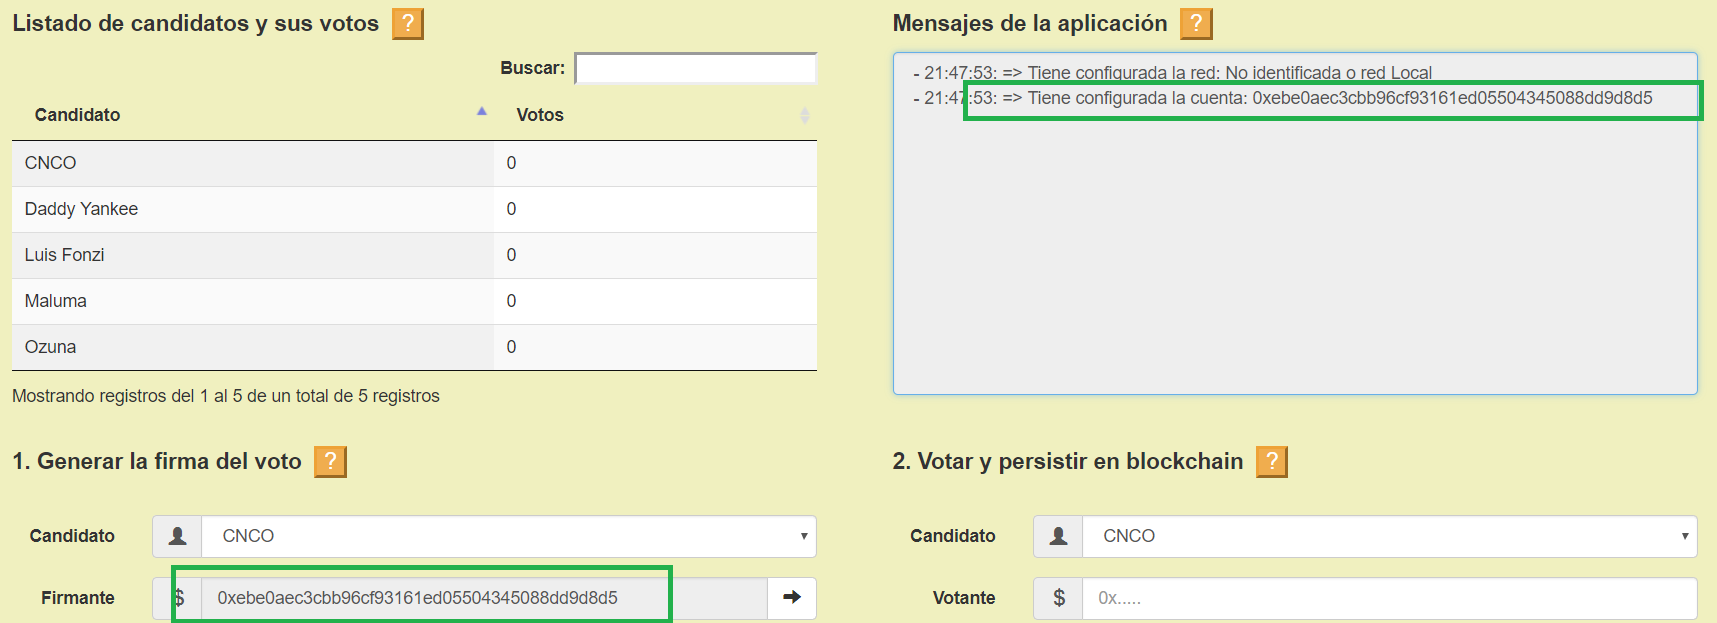 Listado de candidatos y sus votos ?
Buscar:
Candidato Votos
CNCO 0
Daddy Yankee 0
Luis Fonzi 0
Maluma 0
Ozuna 0
Mostrando registros del 1 al 5 de un total de 5 registros
Mensajes de la aplicación ?
- 21:47:53: => Tiene configurada la red: No identificada o red Local
- 21:47:53: => Tiene configurada la cuenta: 0xebe0aec3cbb96cf93161ed05504345088dd9d8d5
1. Generar la firma del voto ?
Candidato CNCO
Firmante $ 0xebe0aec3cbb96cf93161ed05504345088dd9d8d5
2. Votar y persistir en blockchain ?
Candidato CNCO
Votante $ 0x.....